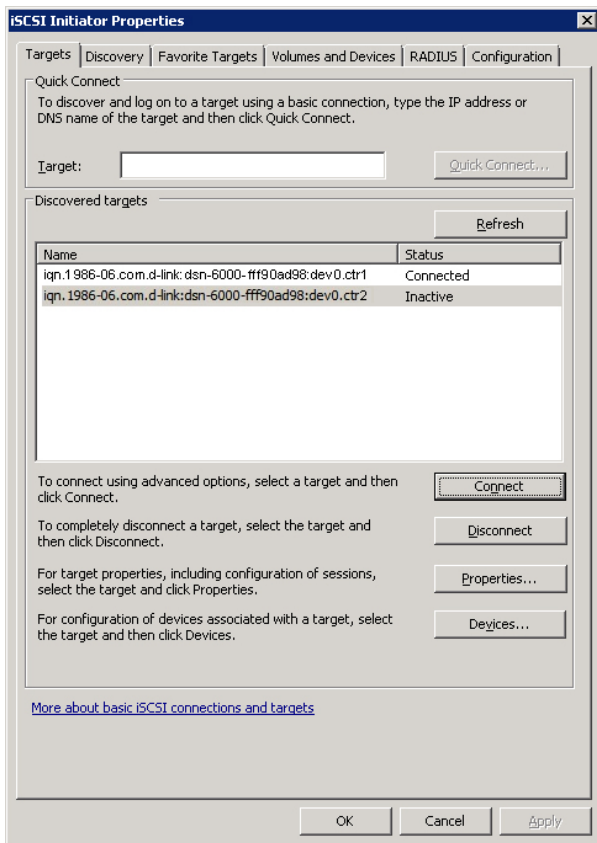 iSCSI Initiator Properties
Targets Discovery Favorite Targets Volumes and Devices RADIUS Configuration
Quick Connect
To discover and log on to a target using a basic connection, type the IP address or
DNS name of the target and then click Quick Connect.
Target: Quick Connect...
Discovered targets
Refresh
Name Status
iqn.1986-06.com.d-link:dsn-6000-fff90ad98:dev0.ctr1 Connected
iqn.1986-06.com.d-link:dsn-6000-fff90ad98:dev0.ctr2 Inactive
To connect using advanced options, select a target and then
click Connect.
Connect
To completely disconnect a target, select the target and
then click Disconnect.
Disconnect
For target properties, including configuration of sessions,
select the target and click Properties.
Properties...
For configuration of devices associated with a target, select
the target and then click Devices.
Devices...
More about basic iSCSI connections and targets
OK Cancel Apply